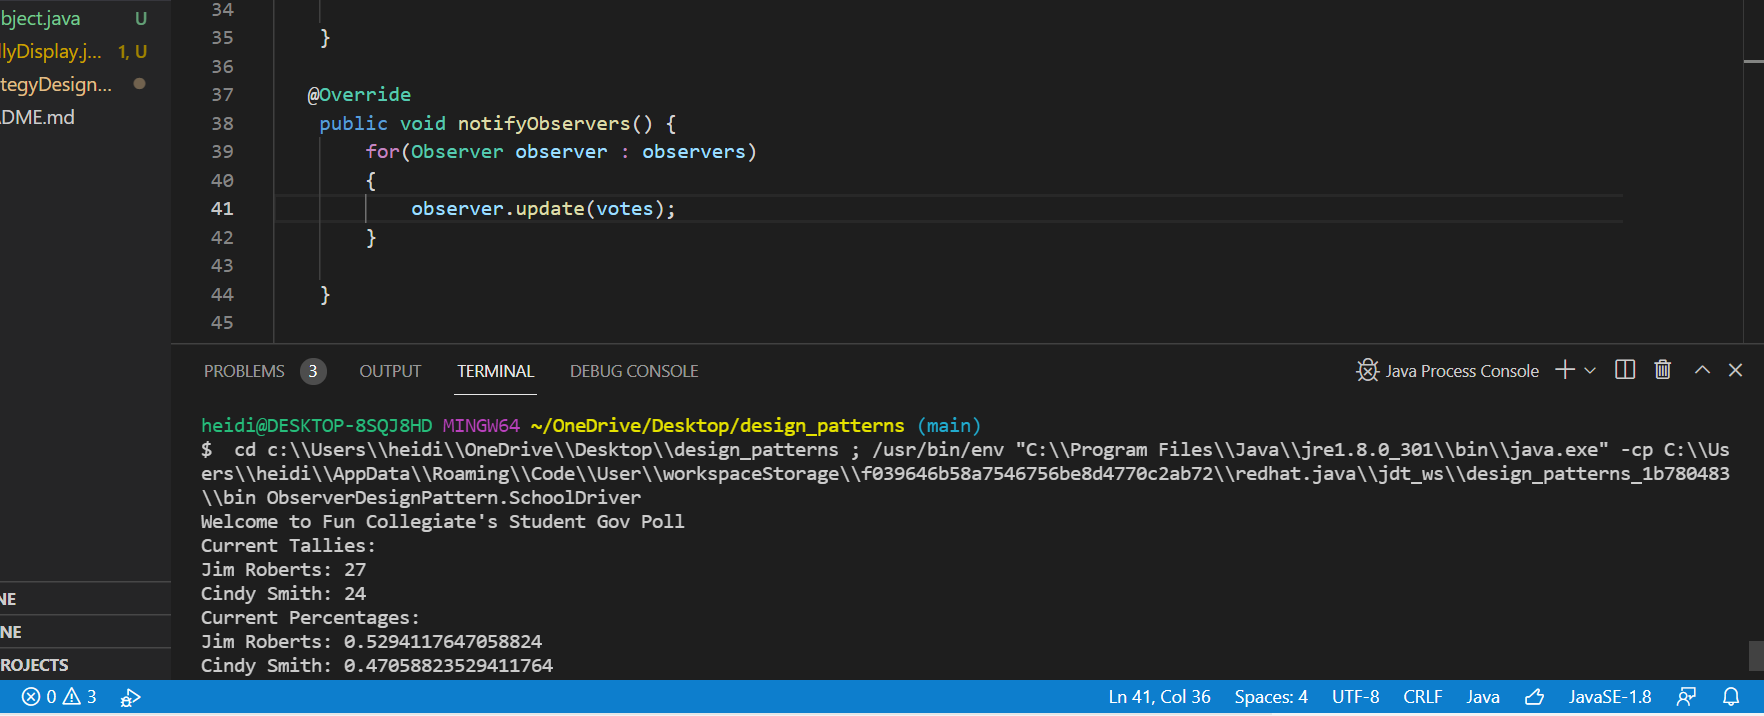 bject.java U
llyDisplay.j... 1, U
tegyDesign...
DME.md
NE
NE
ROJECTS
34
35 }
36
37 @Override
38 public void notifyObservers() {
39 for(Observer observer : observers)
40 {
41 observer.update(votes);
42 }
43
44 }
45
PROBLEMS 3 OUTPUT TERMINAL DEBUG CONSOLE Java Process Console
heidi@DESKTOP-8SQJ8HD MINGW64 ~/OneDrive/Desktop/design_patterns (main)
$ cd c:\\Users\\heidi\\OneDrive\\Desktop\\design_patterns ; /usr/bin/env "C:\\Program Files\\Java\\jre1.8.0_301\\bin\\java.exe" -cp C:\\Us
ers\\heidi\\AppData\\Roaming\\Code\\User\\workspaceStorage\\f039646b58a7546756be8d4770c2ab72\\redhat.java\\jdt_ws\\design_patterns_1b780483
\\bin ObserverDesignPattern.SchoolDriver
Welcome to Fun Collegiate's Student Gov Poll
Current Tallies:
Jim Roberts: 27
Cindy Smith: 24
Current Percentages:
Jim Roberts: 0.5294117647058824
Cindy Smith: 0.47058823529411764
0 3 Ln 41, Col 36 Spaces: 4 UTF-8 CRLF Java JavaSE-1.8